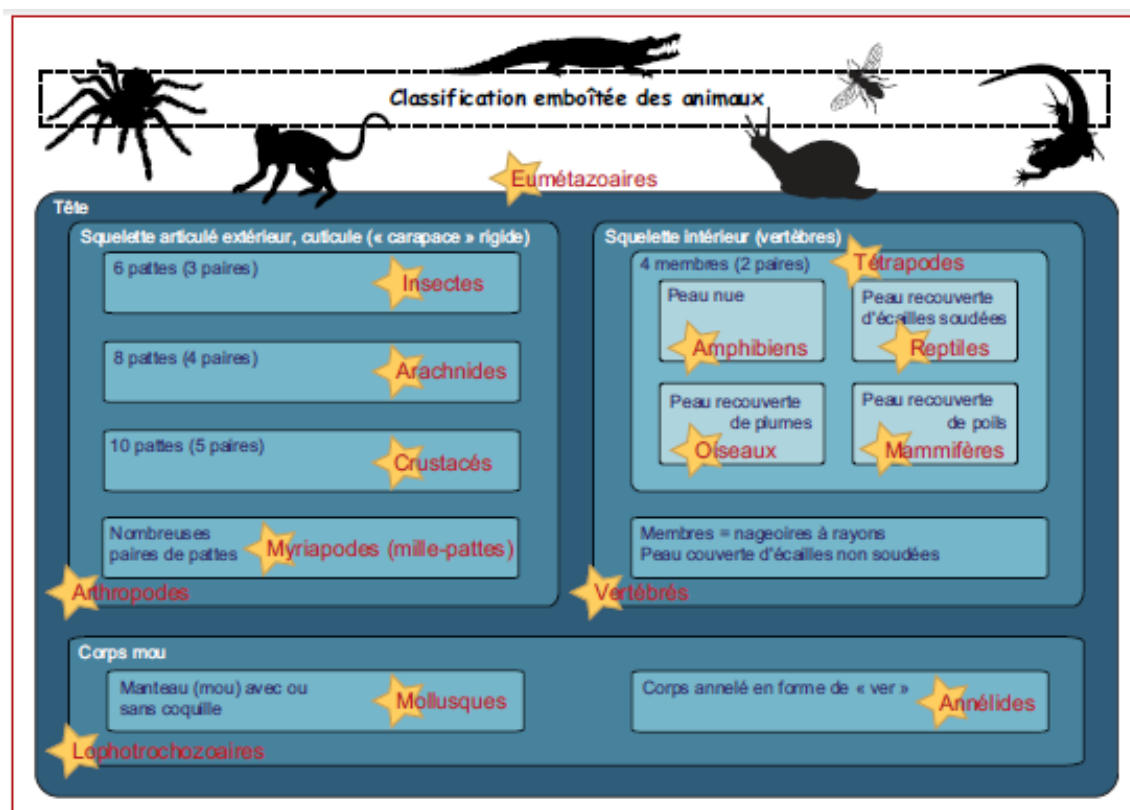 Classification emboîtée des animaux
Eumétazoaires
Tête
Squelette articulé extérieur, cuticule (« carapace » rigide)
6 pattes (3 paires)
Insectes
8 pattes (4 paires)
Arachnides
10 pattes (5 paires)
Crustacés
Nombreuses
paires de pattes
Myriapodes (mille-pattes)
Arthropodes
Squelette intérieur (vertèbres)
4 membres (2 paires)
Tétrapodes
Peau nue
Amphibiens
Peau recouverte
d'écailles soudées
Reptiles
Peau recouverte
de plumes
Oiseaux
Peau recouverte
de poils
Mammifères
Membres = nageoires à rayons
Peau couverte d'écailles non soudées
Vertébrés
Corps mou
Manteau (mou) avec ou
sans coquille
Mollusques
Corps annelé en forme de « ver »
Annélides
Lophotrochozoaires